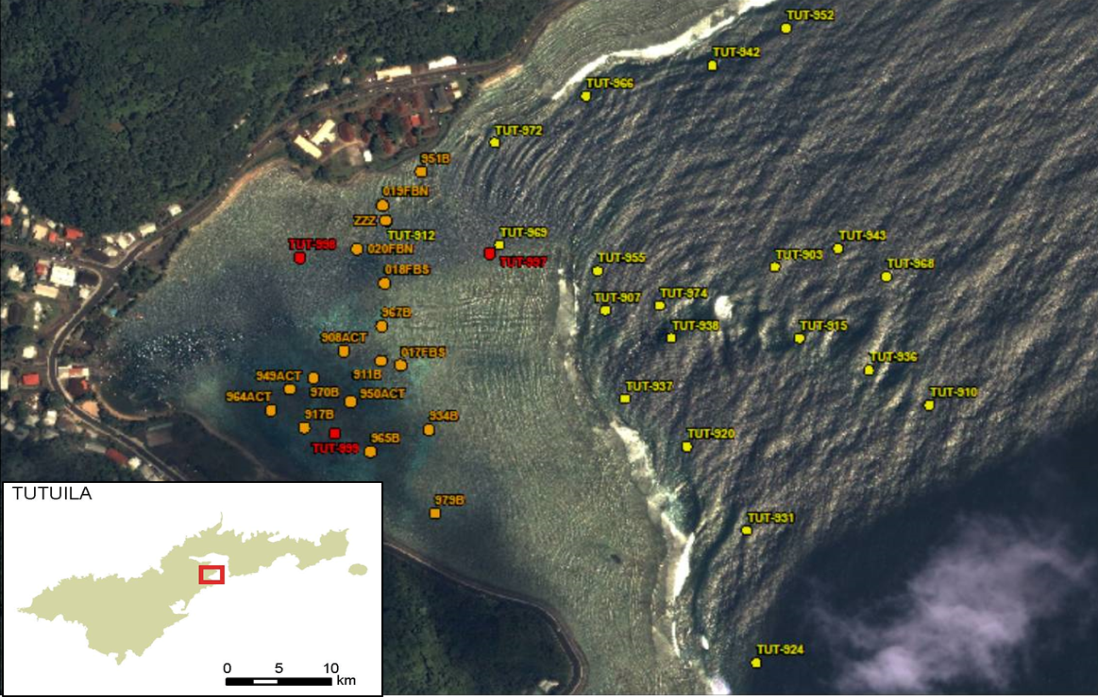 TUT-952
TUT-942
TUT-966
TUT-972
951B
019FBN
ZZZ
TUT-912
TUT-969
TUT-998
020FBN
TUT-997
TUT-943
TUT-903
TUT-968
TUT-955
018FBS
TUT-907
TUT-974
967B
TUT-938
TUT-915
908ACT
017FBS
TUT-936
949ACT
911B
TUT-937
TUT-910
964ACT
970B
950ACT
917B
934B
TUT-920
TUT-999
965B
979B
TUT-931
TUT-924
TUTUILA
0 5 10
km